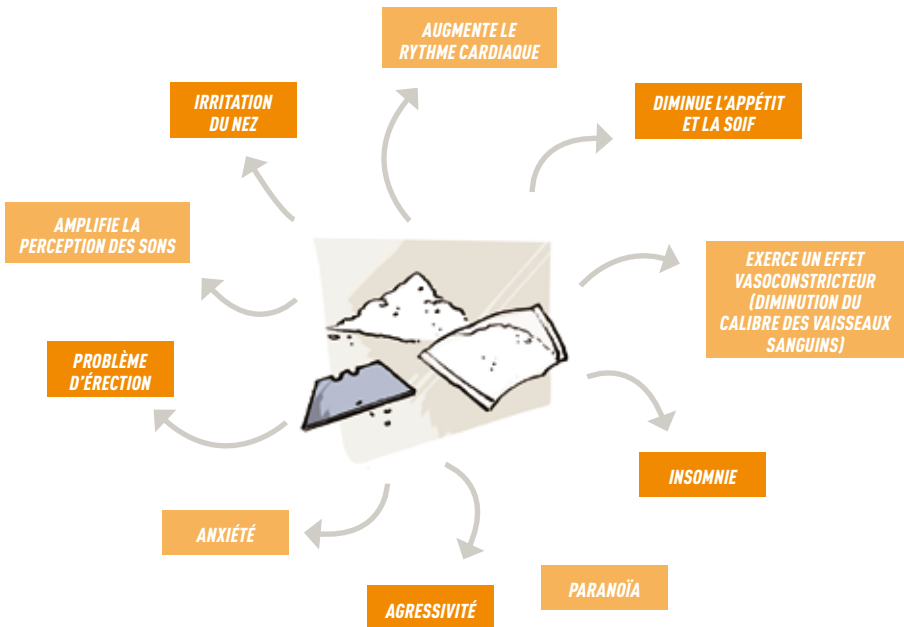 AUGMENTE LE
RYTHME CARDIAQUE
IRRITATION
DU NEZ
DIMINUE L'APPÉTIT
ET LA SOIF
AMPLIFIE LA
PERCEPTION DES SONS
EXERCE UN EFFET
VASOCONSTRICTEUR
(DIMINUTION DU
CALIBRE DES VAISSEAUX
SANGUINS)
PROBLÈME
D'ÉRECTION
INSOMNIE
ANXIÉTÉ
PARANOÏA
AGRESSIVITÉ